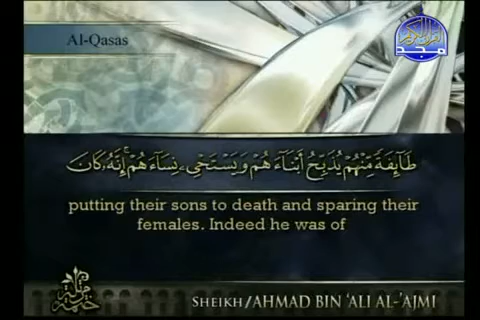 Al-Qasas
مجد
طَآئِفَةً مِّنْهُمْ يُذَبِّحُ أَبْنَآءَهُمْ وَيَسْتَحْىِۦ نِسَآءَهُمْ ۚ إِنَّهُۥ كَانَ
putting their sons to death and sparing their
females. Indeed he was of
SHEIKH/AHMAD BIN 'ALI AL-'AJMI